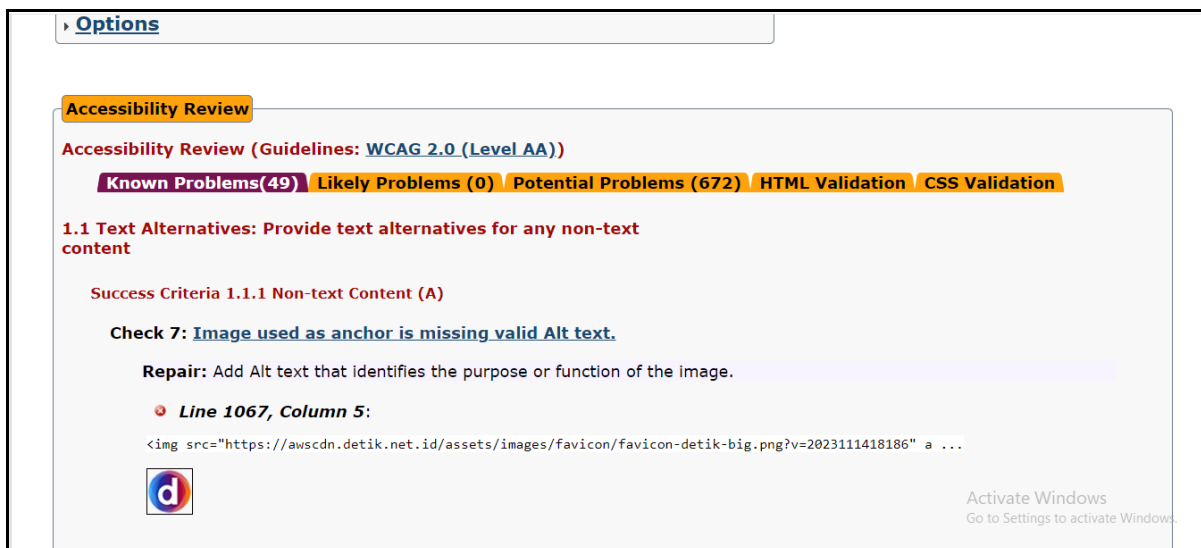 Options
Accessibility Review
Accessibility Review (Guidelines: WCAG 2.0 (Level AA))
Known Problems(49) Likely Problems (0) Potential Problems (672) HTML Validation CSS Validation
1.1 Text Alternatives: Provide text alternatives for any non-text
content
Success Criteria 1.1.1 Non-text Content (A)
Check 7: Image used as anchor is missing valid Alt text.
Repair: Add Alt text that identifies the purpose or function of the image.
Line 1067, Column 5:
<img src="https://awscdn.detik.net.id/assets/images/favicon/favicon-detik-big.png?v=2023111418186" a ...
d
Activate Windows
Go to Settings to activate Windows.